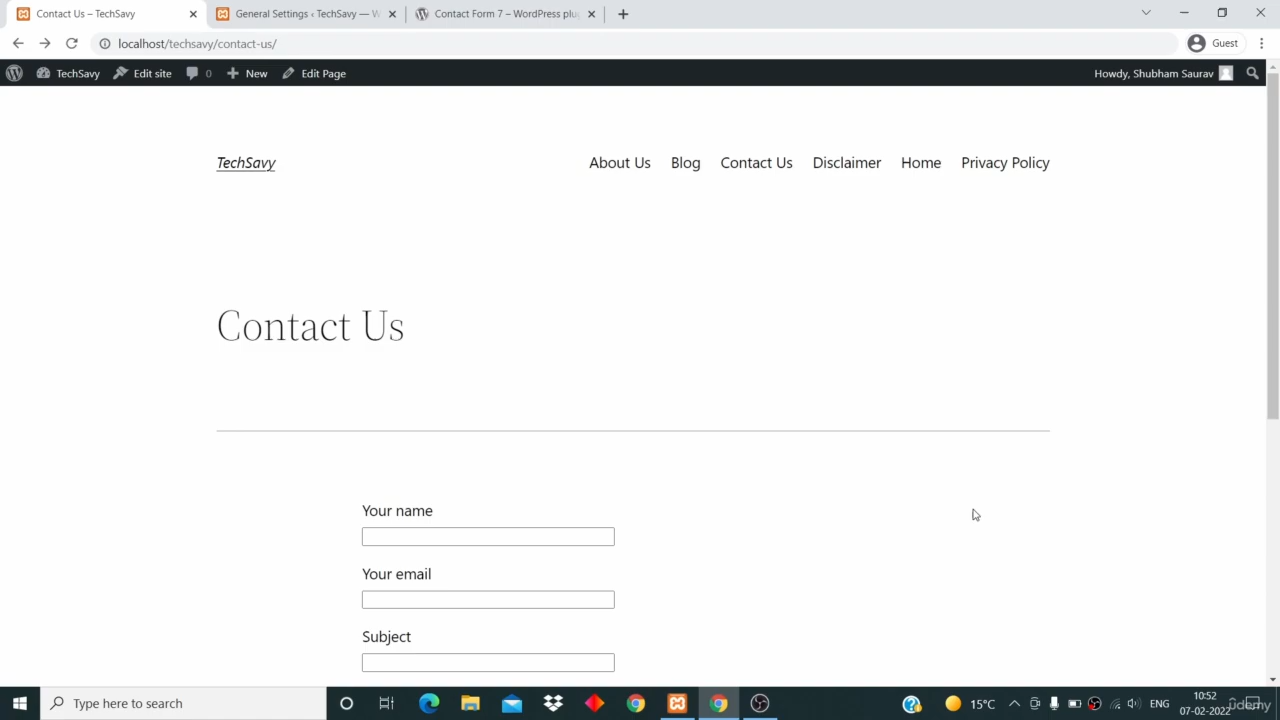 Contact Us – TechSavy
General Settings ‹ TechSavy — W
Contact Form 7 – WordPress plu
localhost/techsavy/contact-us/
Guest
TechSavy
Edit site
0
New
Edit Page
Howdy, Shubham Saurav
TechSavy
About Us Blog Contact Us Disclaimer Home Privacy Policy
Contact Us
Your name
Your email
Subject
Type here to search
15°C
ENG
10:52
07-02-2022
ûdemy